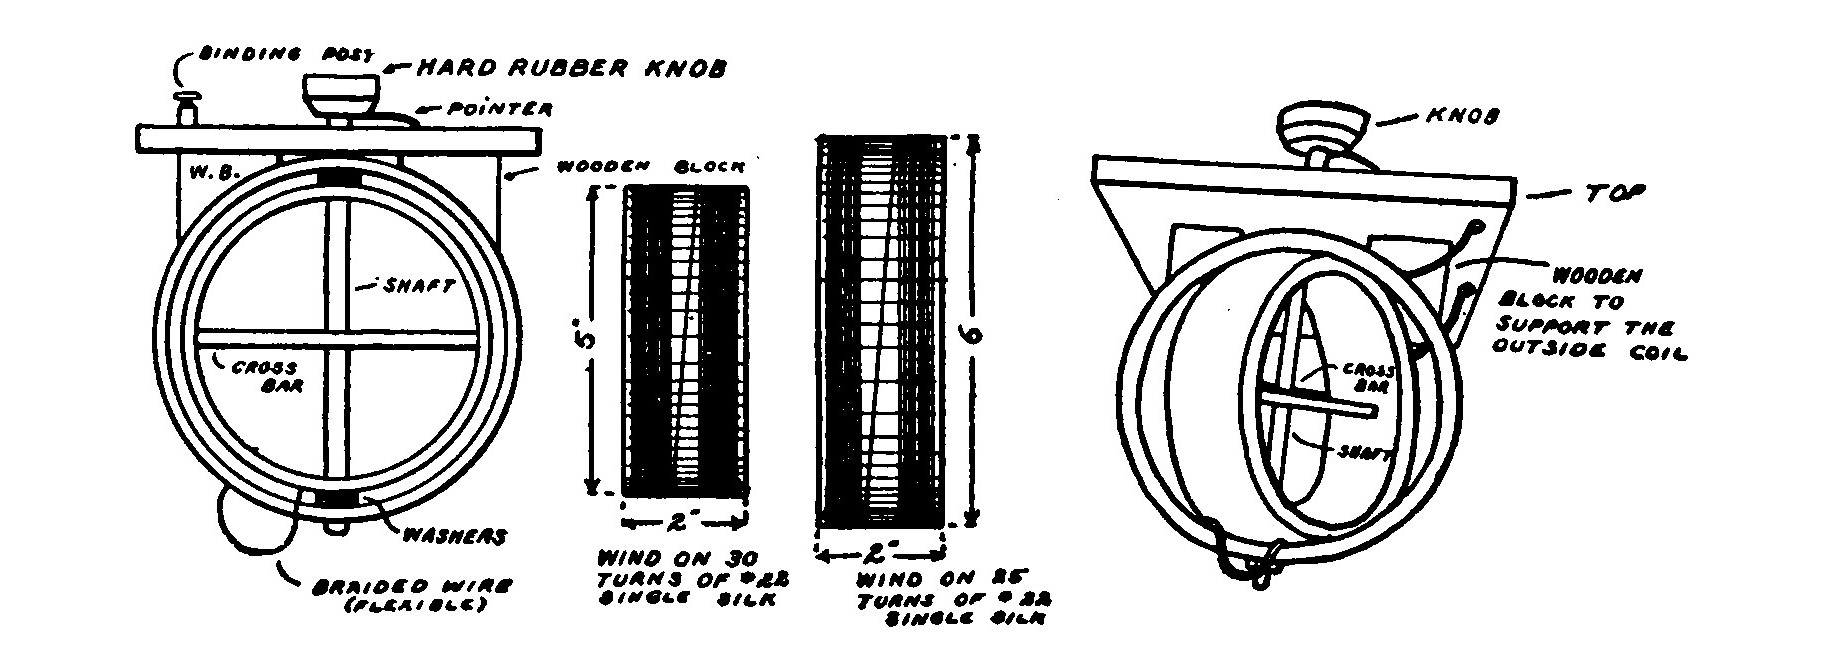 BINDING POST
HARD RUBBER KNOB
POINTER
W.B.
WOODEN BLOCK
SHAFT
CROSS
BAR
WASHERS
BRAIDED WIRE
(FLEXIBLE)
5"
2"
WIND ON 30
TURNS OF #22
SINGLE SILK
6
2"
WIND ON 25
TURNS OF #22
SINGLE SILK
KNOB
TOP
WOODEN
BLOCK TO
SUPPORT THE
OUTSIDE COIL
CROSS
BAR
SHAFT